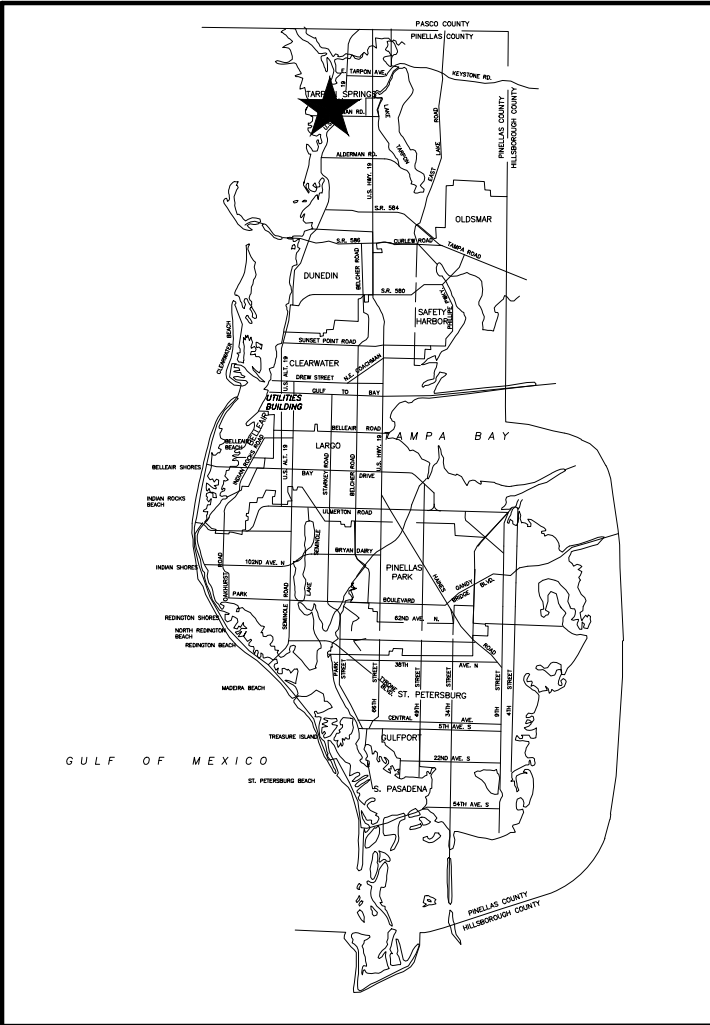 PASCO COUNTY
PINELLAS COUNTY
E. TARPON AVE.
19
KEYSTONE RD.
SPRINGS
RD.
LAKE
TARPON
EAST
LAKE
ROAD
PINELLAS COUNTY
HILLSBOROUGH COUNTY
ALDERMAN RD.
U.S. HWY. 19
S.R. 584
OLDSMAR
S.R. 586
CURLEW ROAD
TAMPA ROAD
BELCHER ROAD
DUNEDIN
S.R. 580
SAFETY
HARBOR
PHILLIPE
PKWY.
SUNSET POINT ROAD
CLEARWATER BEACH
CLEARWATER
N.E. COACHMAN
U.S. ALT. 19
DREW STREET
GULF TO BAY
UTILITIES
BUILDING
BELLEAIR
BELLEAIR ROAD
TAMPA BAY
BELLEAIR
BEACH
LARGO
INDIAN ROCKS ROAD
U.S. ALT. 19
STARKEY ROAD
BELCHER ROAD
U.S. HWY. 19
BELLEAIR SHORES
BAY DRIVE
INDIAN ROCKS
BEACH
ULMERTON ROAD
SEMINOLE
BRYAN DAIRY
102ND AVE. N
INDIAN SHORES
PINELLAS
PARK
OAKHURST
ROAD
LAKE
HAINES
GANDY
BRIDGE BLVD.
PARK
BOULEVARD
SEMINOLE ROAD
62ND AVE. N.
REDINGTON SHORES
NORTH REDINGTON
BEACH
REDINGTON BEACH
ROAD
PARK
STREET
38TH AVE. N
66TH
STREET
TYRONE
BLVD.
49TH
STREET
34TH
STREET
9TH
STREET
4TH
STREET
MADEIRA BEACH
ST. PETERSBURG
CENTRAL AVE.
5TH AVE. S
TREASURE ISLAND
GULFPORT
GULF OF MEXICO
22ND AVE. S
ST. PETERSBURG BEACH
S. PASADENA
54TH AVE. S
PINELLAS COUNTY
HILLSBOROUGH COUNTY